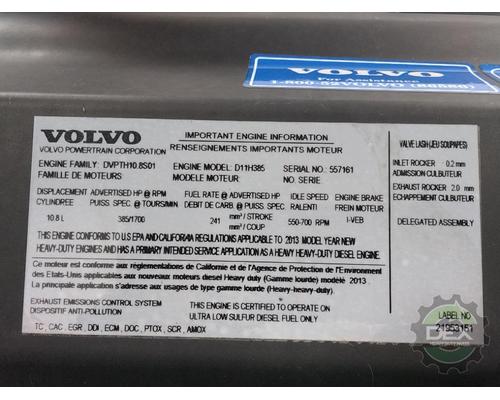 VOLVO
For Assistance
1-800-52VOLVO (86586)
VOLVO
VOLVO POWERTRAIN CORPORATION
IMPORTANT ENGINE INFORMATION
RENSEIGNEMENTS IMPORTANTS MOTEUR
VALVE LASH (JEU SOUPAPES)
ENGINE FAMILY: DVPTH10.8S01 ENGINE MODEL: D11H385 SERIAL NO: 557161
FAMILLE DE MOTEURS MODELE MOTEUR NO. SERIE.
INLET ROCKER 0.2 mm
ADMISSION CULBUTEUR
EXHAUST ROCKER 2.0 mm
ECHAPPEMENT CULBUTEUR
DISPLACEMENT ADVERTISED HP @ RPM FUEL RATE @ ADVERTISED HP IDLE SPEED ENGINE BRAKE
CYLINDREE PUISS. SPEC @ TOURS/MIN DEBIT DE CARB. @ PUISS. SPEC RALENTI FREIN MOTEUR
10.8 L 385/1700 241 mm³ / STROKE 550-700 RPM I-VEB
mm³ / COUP
DELEGATED ASSEMBLY
THIS ENGINE CONFORMS TO U.S EPA AND CALIFORNIA REGULATIONS APPLICABLE TO 2013 MODEL YEAR NEW
HEAVY-DUTY ENGINES AND HAS A PRIMARY INTENDED SERVICE APPLICATION AS A HEAVY HEAVY-DUTY DIESEL ENGINE.
Ce moteur est conforme aux réglementations de Californie et de l'Agence de Protection de l'Environnement
des Etats-Unis applicables aux nouveaux moteurs diesel Heavy duty (Gamme lourde) modèle 2013.
La principale application s'adresse aux usages de type gamme lourde (Heavy-heavy-duty).
EXHAUST EMISSIONS CONTROL SYSTEM
DISPOSITIF ANTIPOLLUTION
THIS ENGINE IS CERTIFIED TO OPERATE ON
ULTRA LOW SULFUR DIESEL FUEL ONLY
TC, CAC, EGR, DDI, ECM, DOC, PTOX, SCR, AMOX
LABEL NO
21953151
DEX